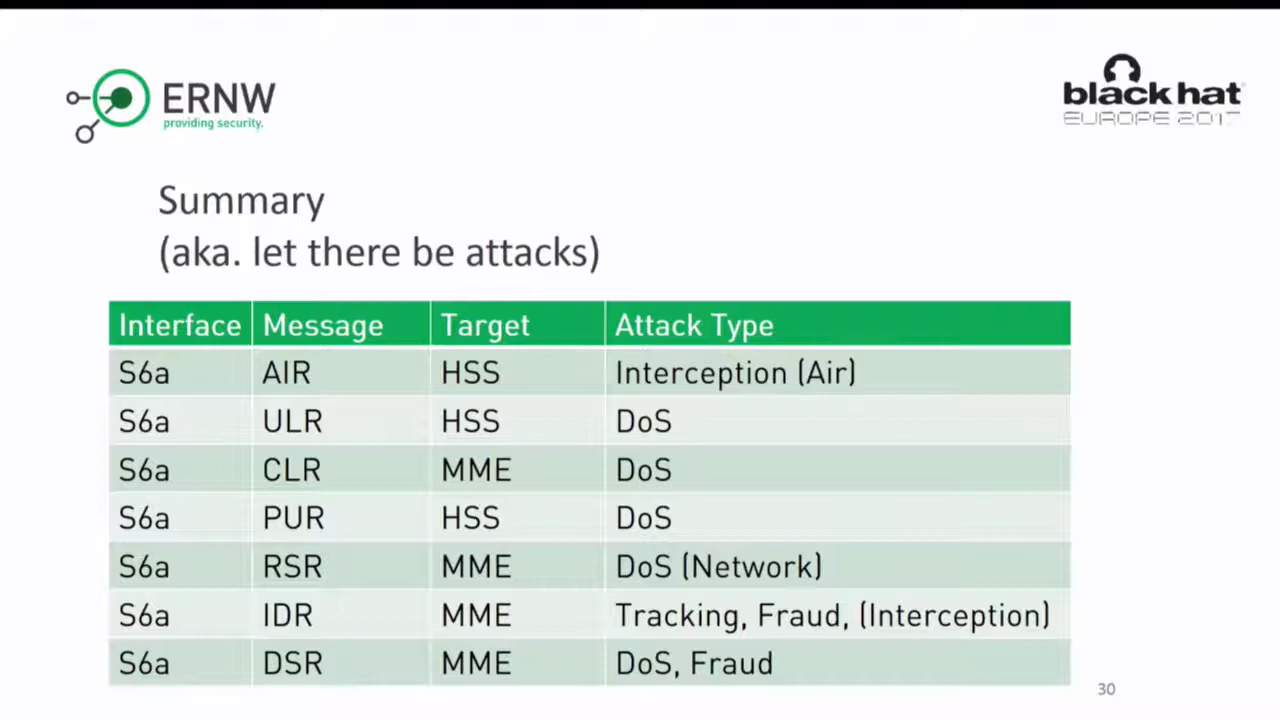 ERNW
providing security.
black hat
EUROPE 2017
Summary
(aka. let there be attacks)
Interface Message Target Attack Type
S6a AIR HSS Interception (Air)
S6a ULR HSS DoS
S6a CLR MME DoS
S6a PUR HSS DoS
S6a RSR MME DoS (Network)
S6a IDR MME Tracking, Fraud, (Interception)
S6a DSR MME DoS, Fraud
30